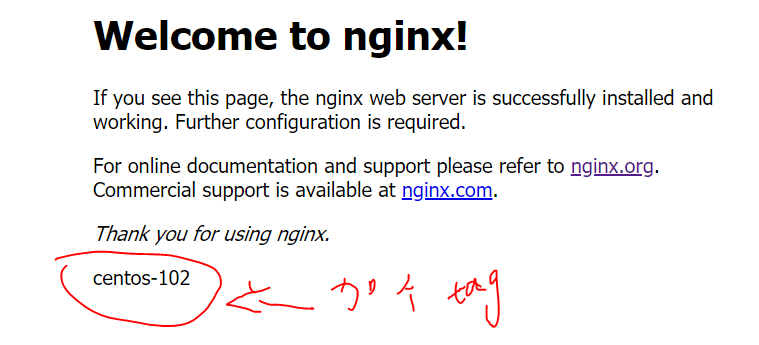 Welcome to nginx!
If you see this page, the nginx web server is successfully installed and
working. Further configuration is required.
For online documentation and support please refer to nginx.org.
Commercial support is available at nginx.com.
Thank you for using nginx.
centos-102
加个 tag